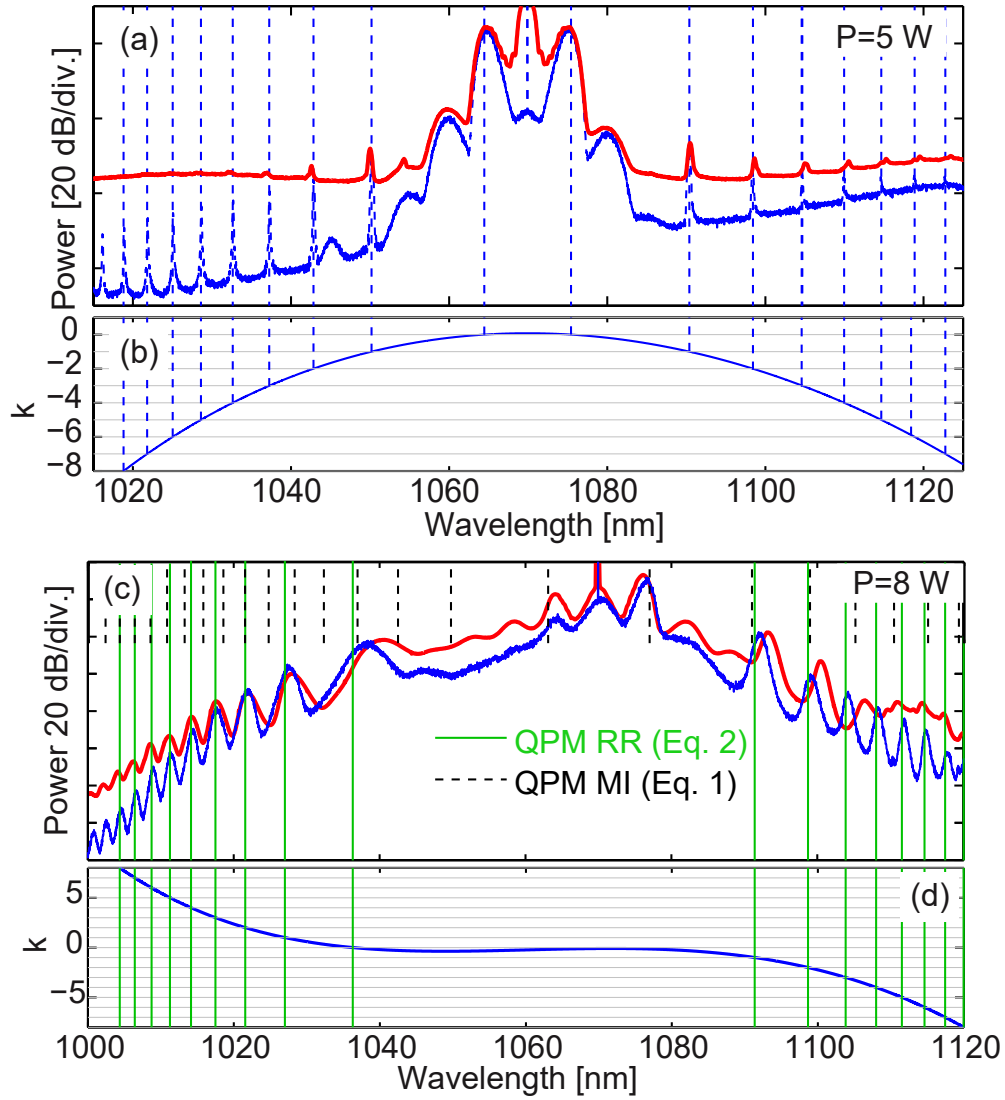 (a)
P=5 W
Power [20 dB/div.]
0
−2
−4
−6
−8
(b)
k
1020 1040 1060 1080 1100 1120
Wavelength [nm]
(c)
P=8 W
Power 20 dB/div.]
QPM RR (Eq. 2)
QPM MI (Eq. 1)
(d)
5
0
−5
k
1000 1020 1040 1060 1080 1100 1120
Wavelength [nm]